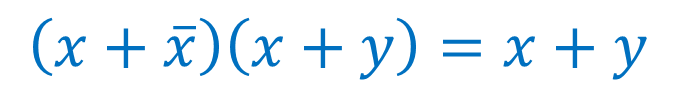 (x + x̄)(x + y) = x + y